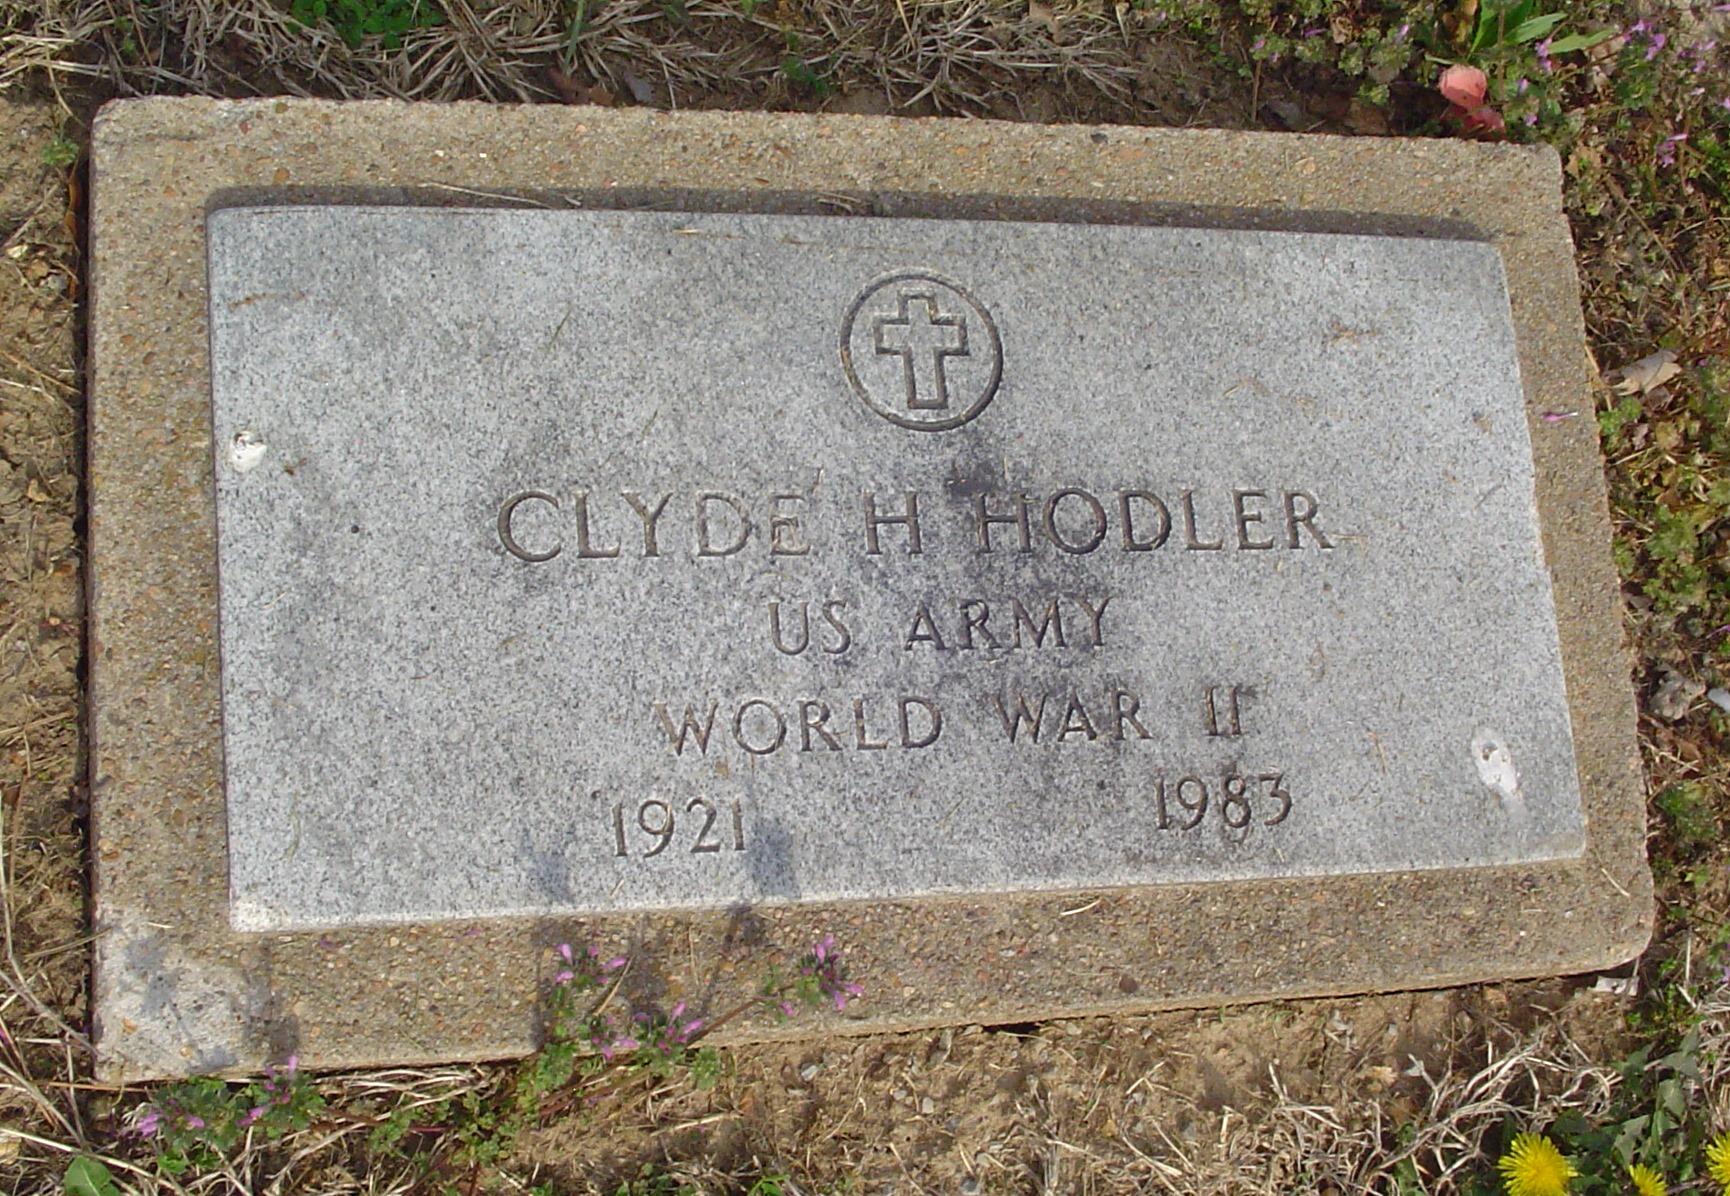 CLYDE H HODLER
US ARMY
WORLD WAR II
1921 1983